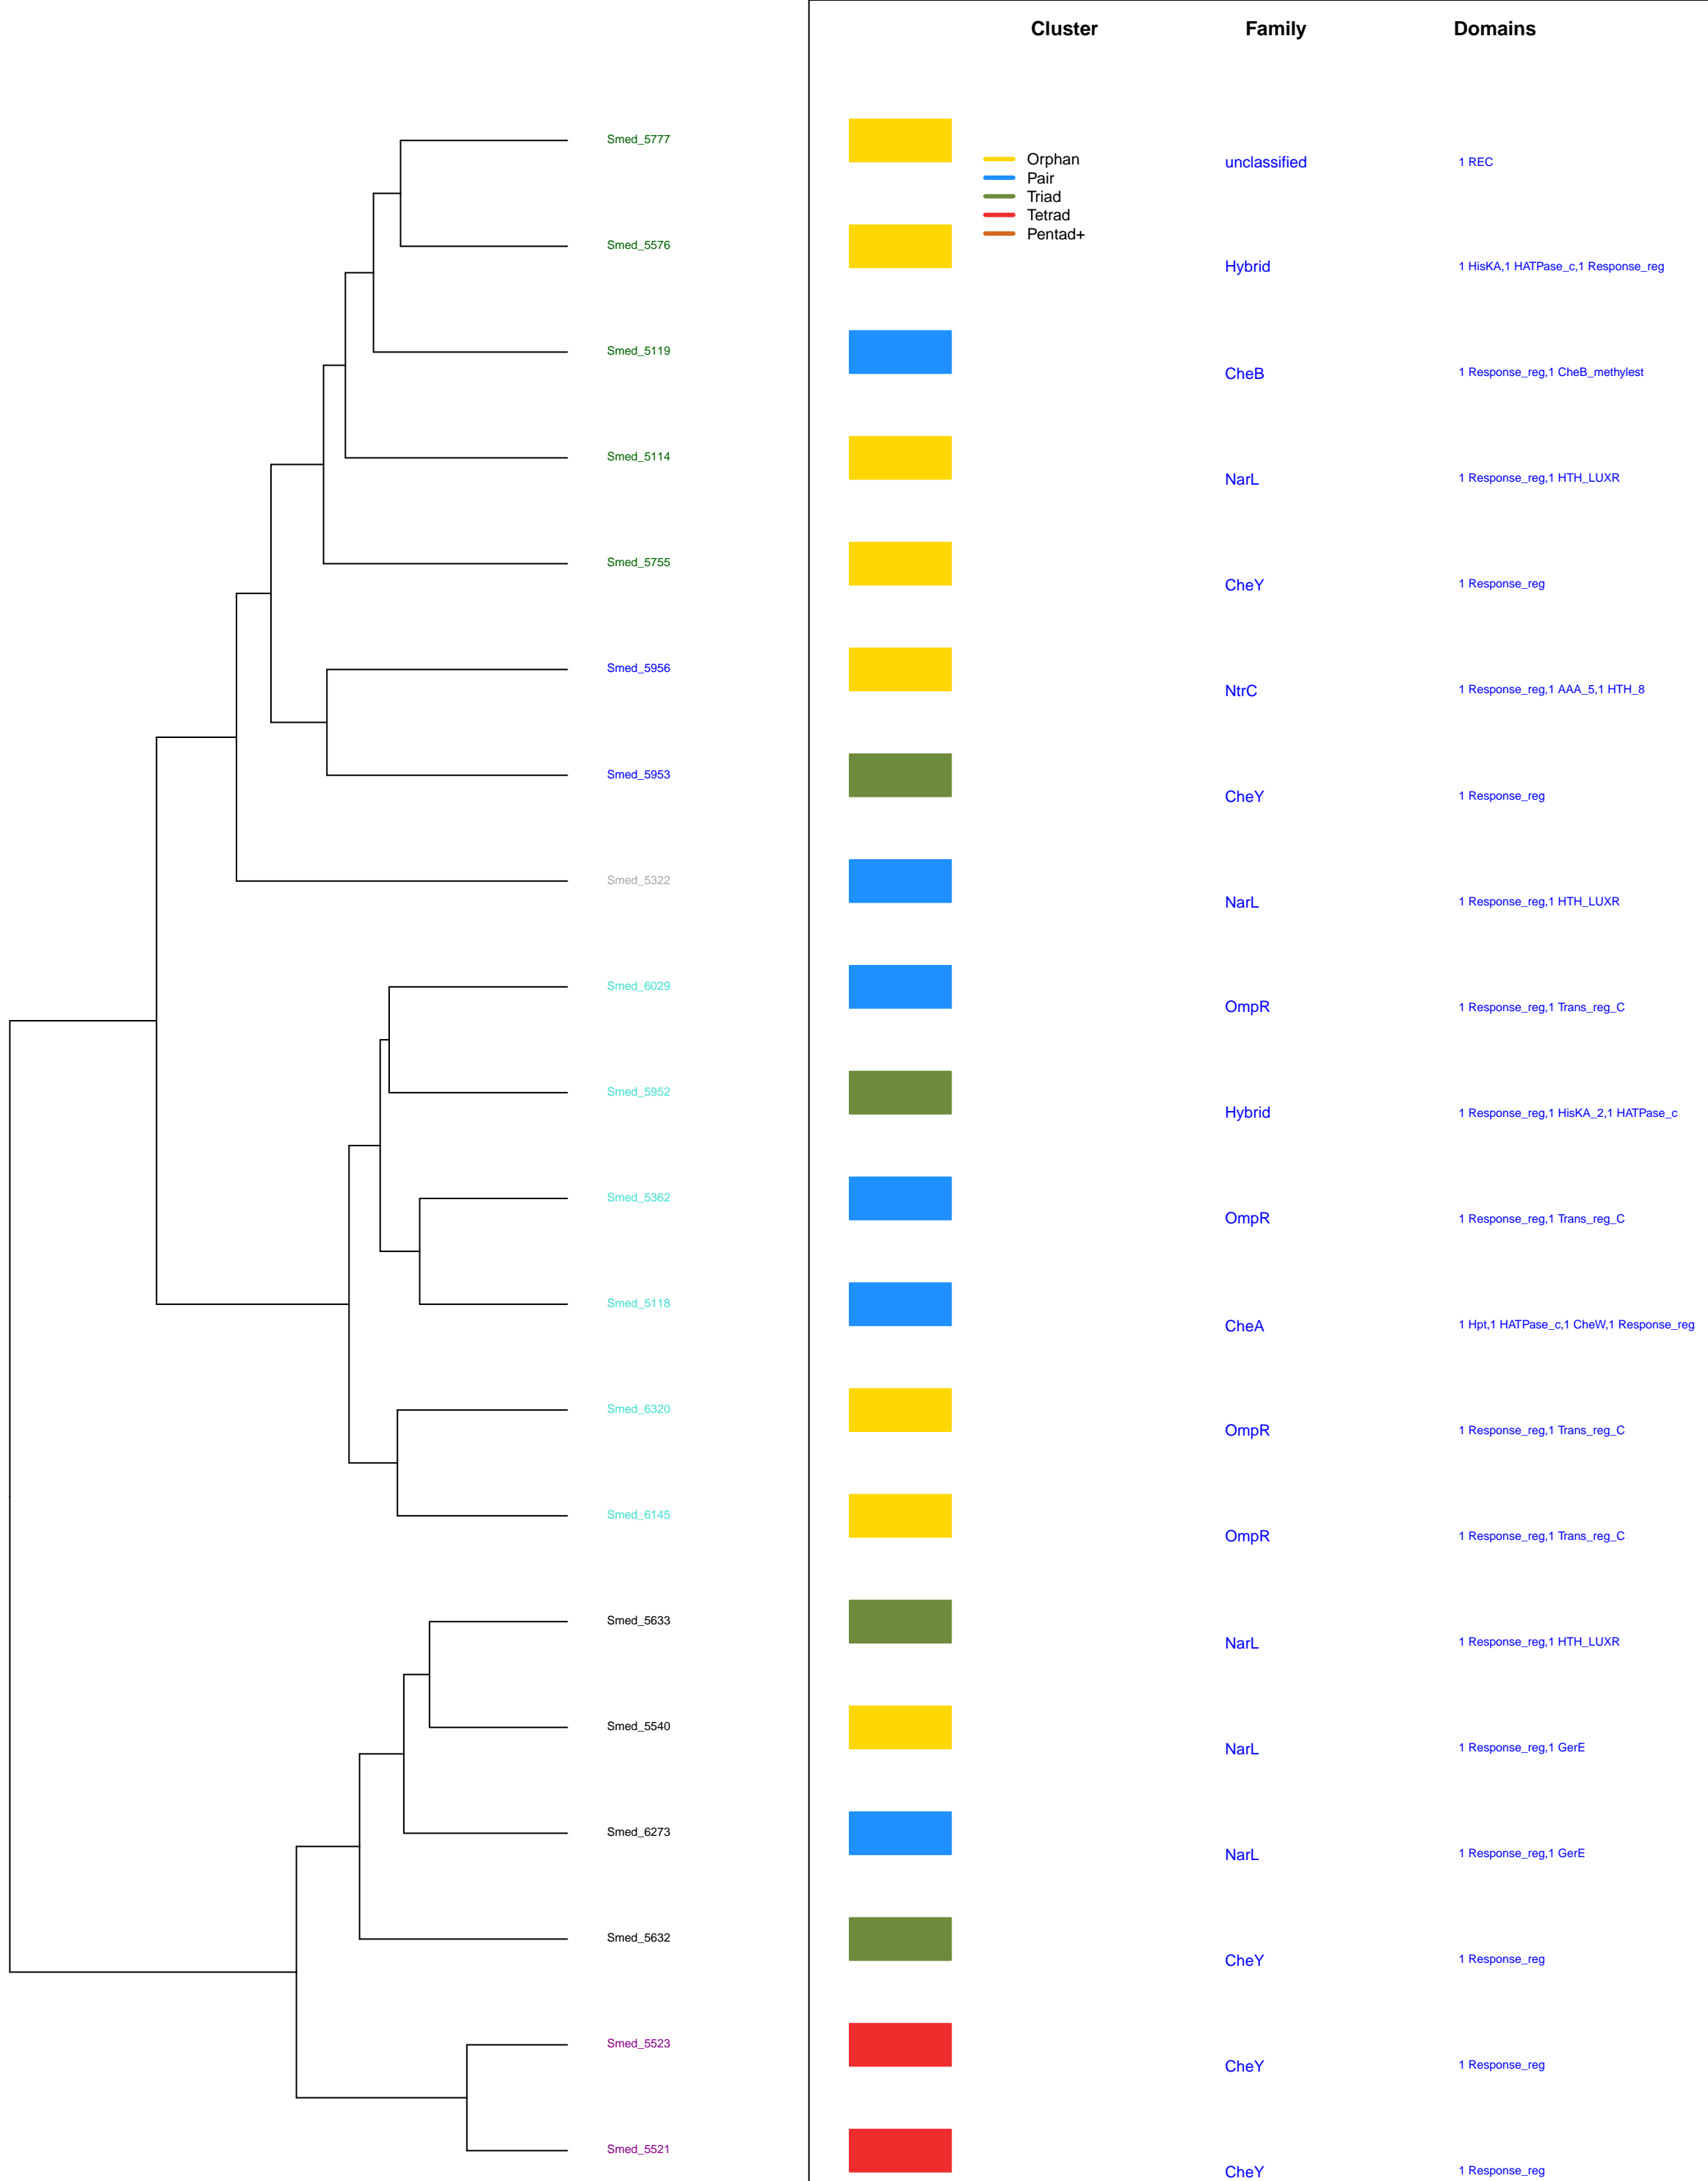 Cluster Family Domains
Smed_5777
Orphan
unclassified 1 REC
Pair
Triad
Tetrad
Pentad+
Smed_5576
Hybrid 1 HisKA,1 HATPase_c,1 Response_reg
Smed_5119
CheB 1 Response_reg,1 CheB_methylest
Smed_5114
NarL 1 Response_reg,1 HTH_LUXR
Smed_5755
CheY 1 Response_reg
Smed_5956
NtrC 1 Response_reg,1 AAA_5,1 HTH_8
Smed_5953
CheY 1 Response_reg
Smed_5322
NarL 1 Response_reg,1 HTH_LUXR
Smed_6029
OmpR 1 Response_reg,1 Trans_reg_C
Smed_5952
Hybrid 1 Response_reg,1 HisKA_2,1 HATPase_c
Smed_5362
OmpR 1 Response_reg,1 Trans_reg_C
Smed_5118
CheA 1 Hpt,1 HATPase_c,1 CheW,1 Response_reg
Smed_6320
OmpR 1 Response_reg,1 Trans_reg_C
Smed_6145
OmpR 1 Response_reg,1 Trans_reg_C
Smed_5633
NarL 1 Response_reg,1 HTH_LUXR
Smed_5540
NarL 1 Response_reg,1 GerE
Smed_6273
NarL 1 Response_reg,1 GerE
Smed_5632
CheY 1 Response_reg
Smed_5523
CheY 1 Response_reg
Smed_5521
CheY 1 Response_reg